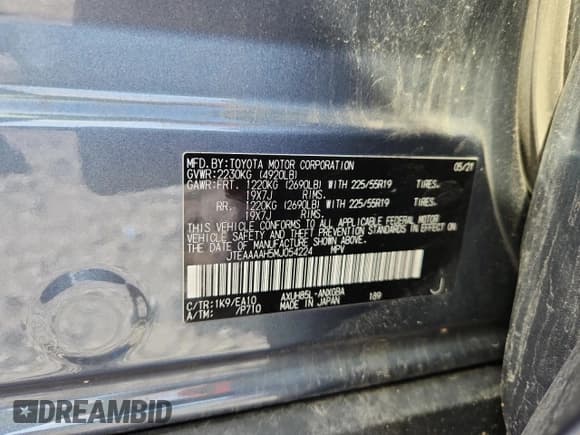 MFD. BY: TOYOTA MOTOR CORPORATION 05/21
GVWR: 2230KG (4920LB)
GAWR: FRT. 1220KG (2690LB) WITH 225/55R19 TIRES.
19X7J RIMS.
RR. 1220KG (2690LB) WITH 225/55R19 TIRES.
19X7J RIMS.
THIS VEHICLE CONFORMS TO ALL APPLICABLE FEDERAL MOTOR
VEHICLE SAFETY AND THEFT PREVENTION STANDARDS IN EFFECT ON
THE DATE OF MANUFACTURE SHOWN ABOVE.
JTEAAAAH5MJ054224 MPV
C/TR: 1K9/EA10 AXUH85L-ANXGBA 189 J
A/TM: /P710 MADE IN JAPAN
DREAMBID